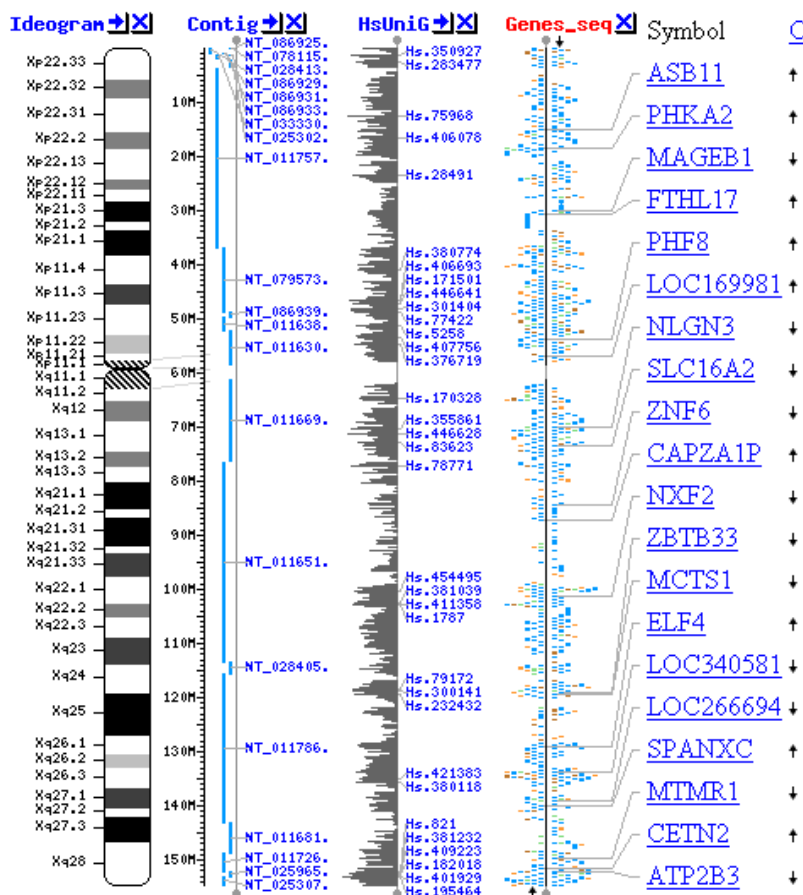 Ideogram Contig HsUniG Genes_seq Symbol O
Xp22.33
Xp22.32
Xp22.31
Xp22.2
Xp22.13
Xp22.12
Xp22.11
Xp21.3
Xp21.2
Xp21.1
Xp11.4
Xp11.3
Xp11.23
Xp11.22
Xp11.21
Xp11.1
Xq11.1
Xq11.2
Xq12
Xq13.1
Xq13.2
Xq13.3
Xq21.1
Xq21.2
Xq21.31
Xq21.32
Xq21.33
Xq22.1
Xq22.2
Xq22.3
Xq23
Xq24
Xq25
Xq26.1
Xq26.2
Xq26.3
Xq27.1
Xq27.2
Xq27.3
Xq28
10M
20M
30M
40M
50M
60M
70M
80M
90M
100M
110M
120M
130M
140M
150M
NT_086925.
NT_078115.
NT_028413.
NT_086929.
NT_086931.
NT_086933.
NT_033330.
NT_025302.
NT_011757.
NT_079573.
NT_086939.
NT_011638.
NT_011630.
NT_011669.
NT_011651.
NT_028405.
NT_011786.
NT_011681.
NT_011726.
NT_025965.
NT_025307.
Hs.350927
Hs.283477
Hs.75968
Hs.406078
Hs.28491
Hs.380774
Hs.406693
Hs.171501
Hs.446641
Hs.301404
Hs.77422
Hs.5258
Hs.407756
Hs.376719
Hs.170328
Hs.355861
Hs.446628
Hs.83623
Hs.78771
Hs.454495
Hs.381039
Hs.411358
Hs.1787
Hs.79172
Hs.300141
Hs.232432
Hs.421383
Hs.380118
Hs.821
Hs.381232
Hs.409223
Hs.182018
Hs.401929
Hs.195464
ASB11
PHKA2
MAGEB1
FTHL17
PHF8
LOC169981
NLGN3
SLC16A2
ZNF6
CAPZA1P
NXF2
ZBTB33
MCTS1
ELF4
LOC340581
LOC266694
SPANXC
MTMR1
CETN2
ATP2B3